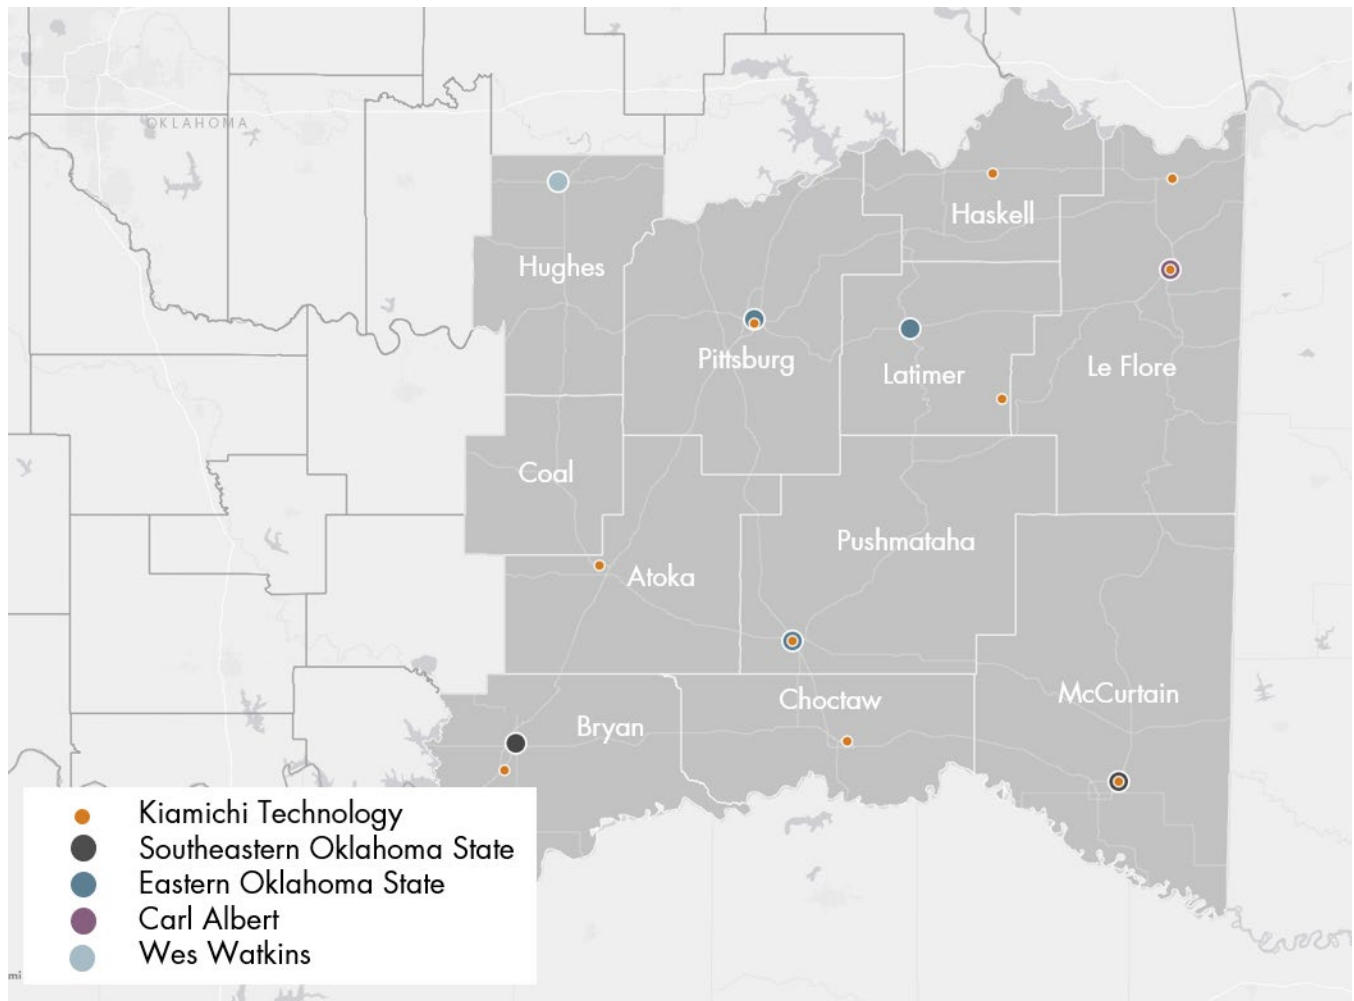 OKLAHOMA
Haskell
Hughes
Pittsburg
Latimer
Le Flore
Coal
Pushmataha
Atoka
McCurtain
Choctaw
Bryan
Kiamichi Technology
Southeastern Oklahoma State
Eastern Oklahoma State
Carl Albert
Wes Watkins
mi